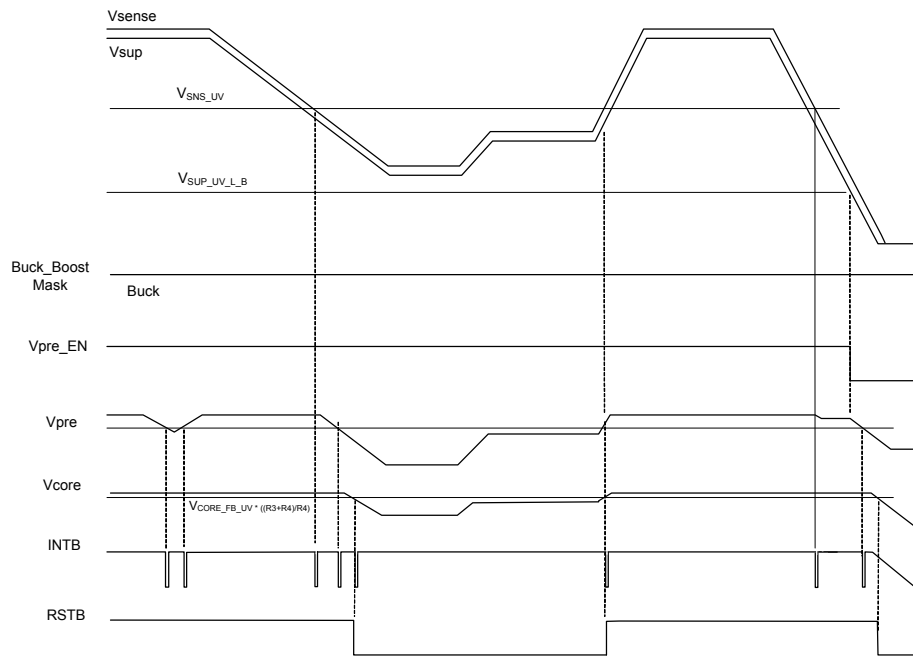 Vsense
Vsup
VSNS_UV
VSUP_UV_L_B
Buck_Boost
Mask
Buck
Vpre_EN
Vpre
Vcore
VCORE_FB_UV * ((R3+R4)/R4)
INTB
RSTB